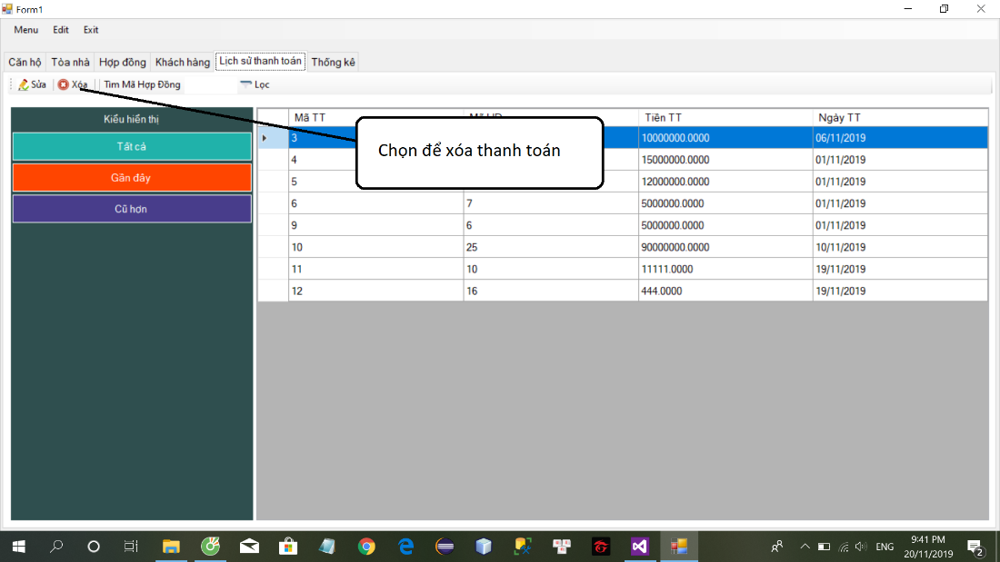 Form1
Menu Edit Exit
Căn hộ Tòa nhà Hợp đồng Khách hàng Lịch sử thanh toán Thống kê
Sửa Xóa Tìm Mã Hợp Đồng Lọc
Kiểu hiển thị
Tất cả
Gần đây
Cũ hơn
Mã TT Mã HD Tiền TT Ngày TT
3 10000000.0000 06/11/2019
4 15000000.0000 01/11/2019
5 12000000.0000 01/11/2019
6 7 5000000.0000 01/11/2019
9 6 5000000.0000 01/11/2019
10 25 90000000.0000 10/11/2019
11 10 11111.0000 19/11/2019
12 16 444.0000 19/11/2019
Chọn để xóa thanh toán
ENG
9:41 PM
20/11/2019
2